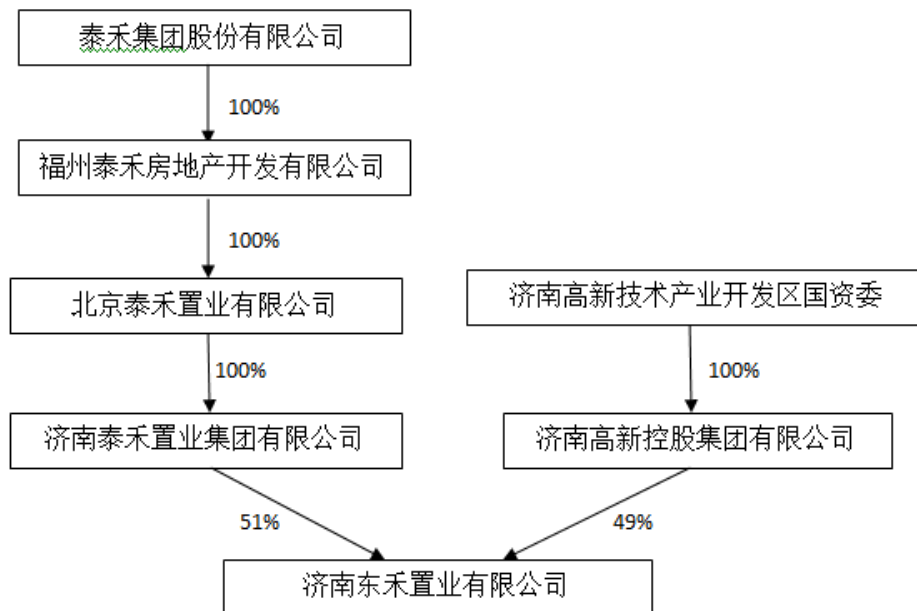 泰禾集团股份有限公司
100%
福州泰禾房地产开发有限公司
100%
北京泰禾置业有限公司
济南高新技术产业开发区国资委
100%
100%
济南泰禾置业集团有限公司
济南高新控股集团有限公司
51%
49%
济南东禾置业有限公司